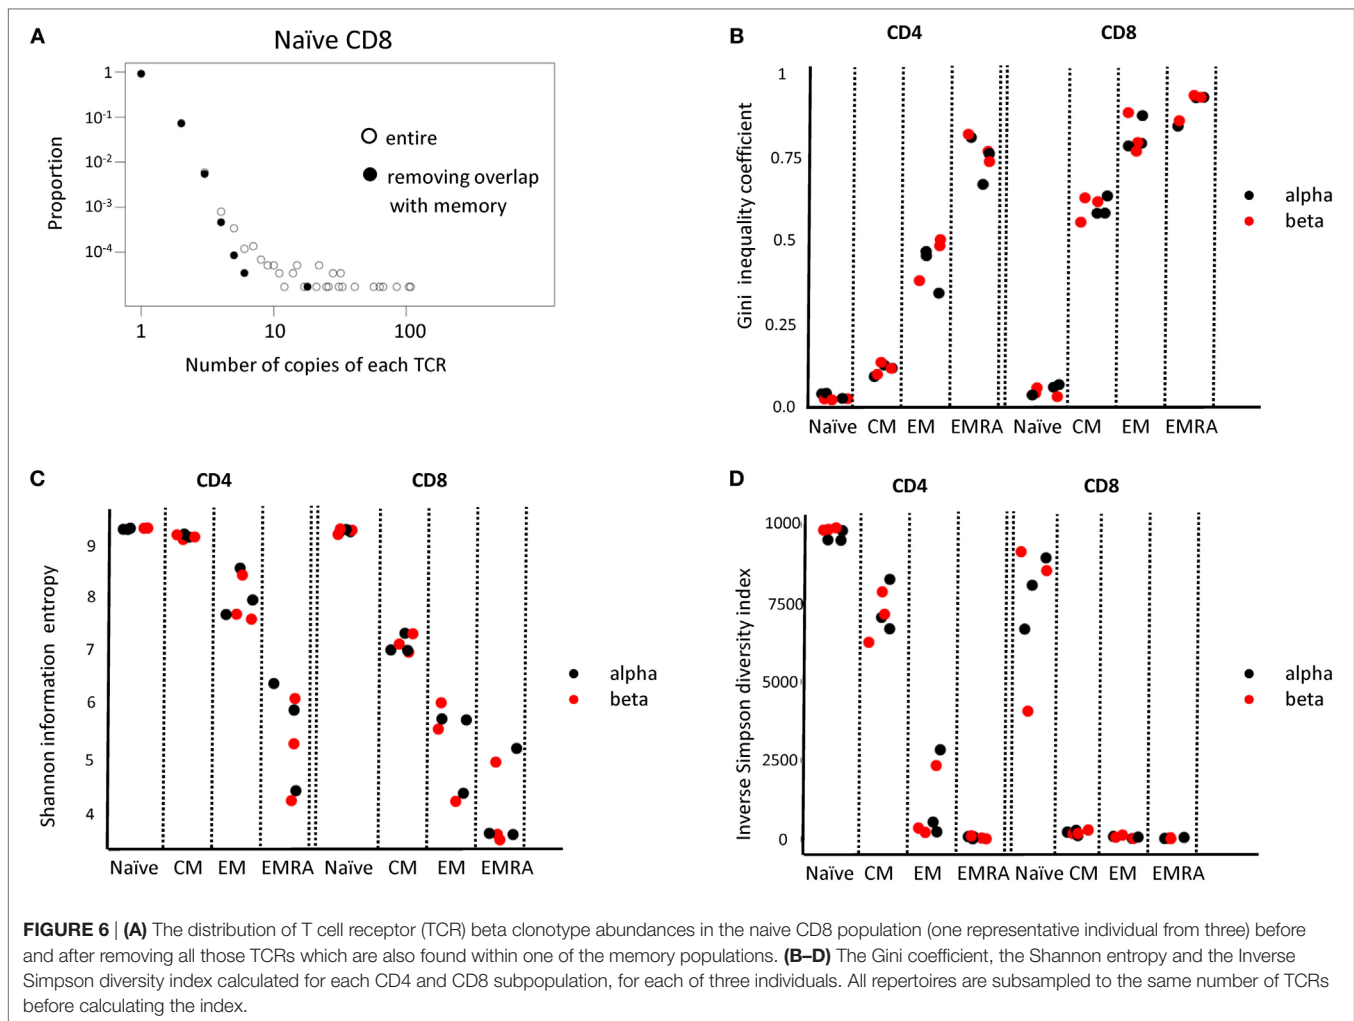 A
Naïve CD8
1
10-1
10-2
10-3
10-4
Proportion
entire
removing overlap
with memory
1
10
100
Number of copies of each TCR
B
CD4
CD8
1
0.75
0.5
0.25
0.0
Gini inequality coefficient
alpha
beta
Naïve CM EM EMRA Naïve CM EM EMRA
C
CD4
CD8
9
8
7
6
5
4
Shannon information entropy
alpha
beta
Naïve CM EM EMRA Naïve CM EM EMRA
D
CD4
CD8
1000
7500
5000
2500
0
Inverse Simpson diversity index
alpha
beta
Naïve CM EM EMRA Naïve CM EM EMRA
FIGURE 6 | (A) The distribution of T cell receptor (TCR) beta clonotype abundances in the naive CD8 population (one representative individual from three) before
and after removing all those TCRs which are also found within one of the memory populations. (B–D) The Gini coefficient, the Shannon entropy and the Inverse
Simpson diversity index calculated for each CD4 and CD8 subpopulation, for each of three individuals. All repertoires are subsampled to the same number of TCRs
before calculating the index.